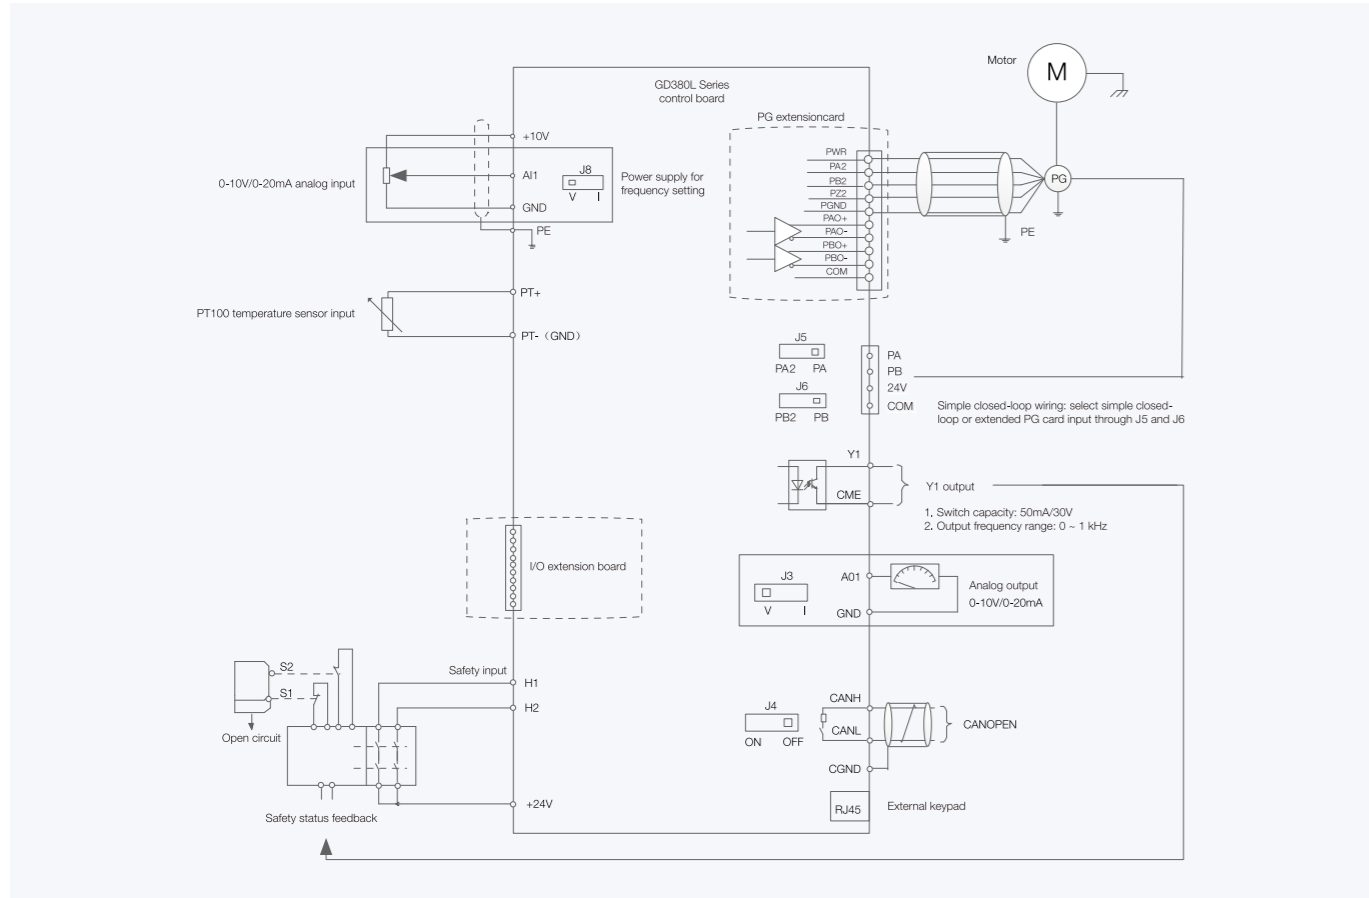 GD380L Series
control board
Motor
M
PG extensioncard
+10V
0-10V/0-20mA analog input
AI1
J8
V I
Power supply for
frequency setting
GND
PE
PWR
PA2
PB2
PZ2
PGND
PAO+
PAO-
PBO+
PBO-
COM
PG
PE
PT+
PT100 temperature sensor input
PT- (GND)
J5
PA2 PA
J6
PB2 PB
PA
PB
24V
COM
Simple closed-loop wiring: select simple closed-
loop or extended PG card input through J5 and J6
Y1
CME
Y1 output
1. Switch capacity: 50mA/30V
2. Output frequency range: 0 ~ 1 kHz
I/O extension board
J3
V I
A01
GND
Analog output
0-10V/0-20mA
S2
S1
Open circuit
Safety input
H1
H2
+24V
Safety status feedback
J4
ON OFF
CANH
CANL
CGND
CANOPEN
RJ45
External keypad